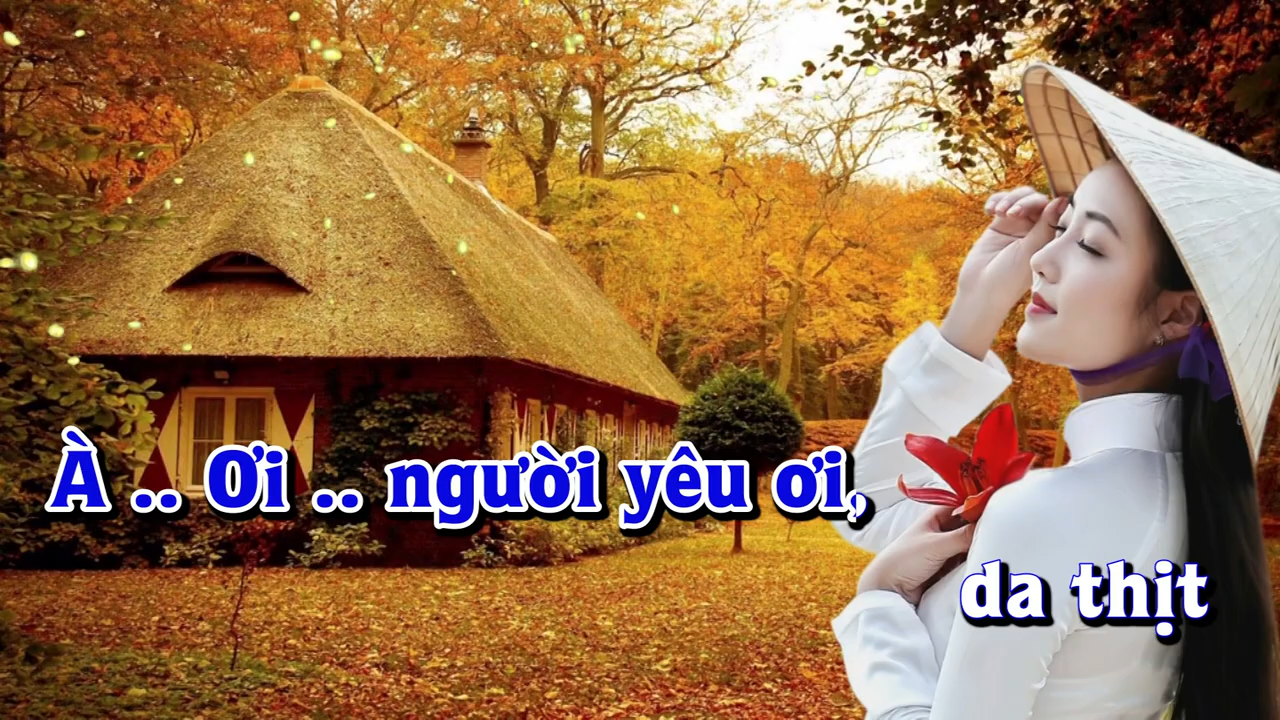 À .. Ơi .. người yêu ơi,
da thịt